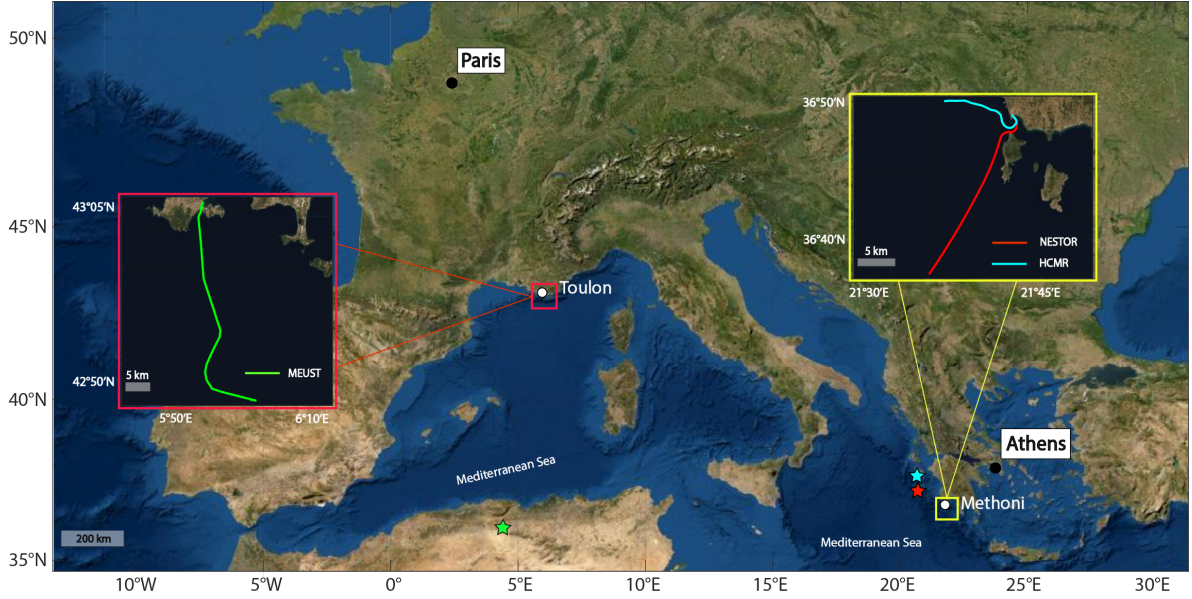 50°N
45°N
40°N
35°N
10°W
5°W
0°
5°E
10°E
15°E
20°E
25°E
30°E
Paris
Toulon
Athens
Methoni
Mediterranean Sea
Mediterranean Sea
200 km
43°05'N
42°50'N
5 km
MEUST
5°50'E
6°10'E
36°50'N
36°40'N
5 km
NESTOR
HCMR
21°30'E
21°45'E